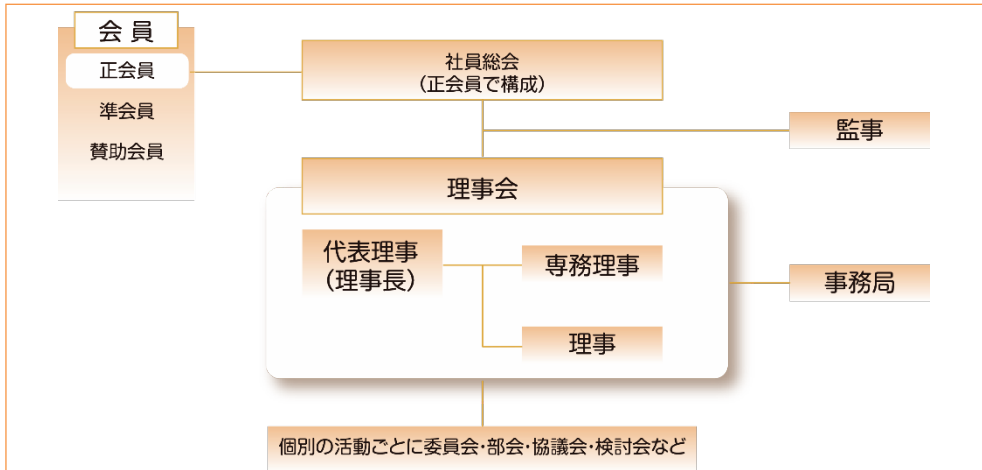 会員
正会員
準会員
賛助会員
社員総会
（正会員で構成）
監事
理事会
代表理事
（理事長）
専務理事
理事
事務局
個別の活動ごとに委員会・部会・協議会・検討会など